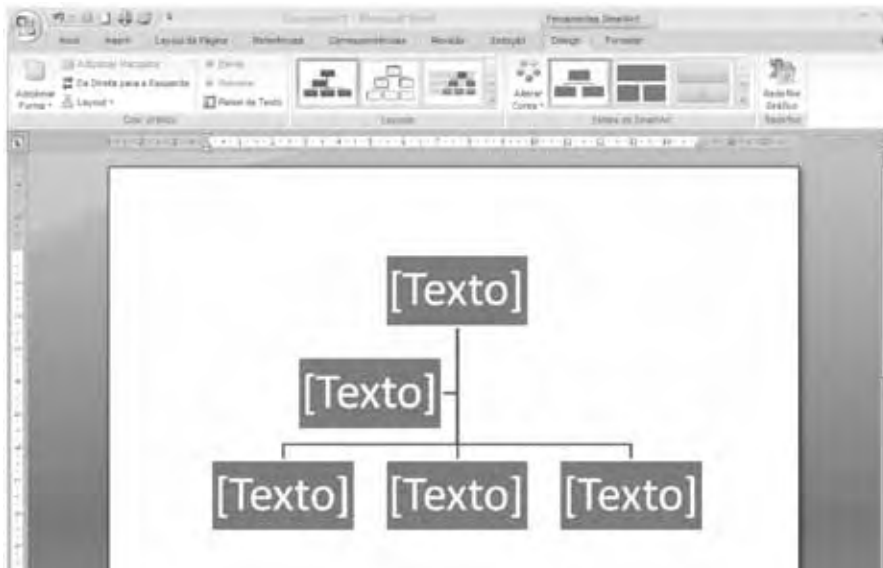 Ferramentas SmartArt
Início Inserir Layout da Página Referências Correspondências Revisão Exibição Design Formatar
Adicionar Marcador
Da Direita para a Esquerda
Layout
Painel de Texto
Adicionar Forma
Criar Gráfico
Layouts
Alterar Cores
Estilos de SmartArt
Redefinir Gráfico
Redefinir
[Texto]
[Texto]
[Texto] [Texto] [Texto]